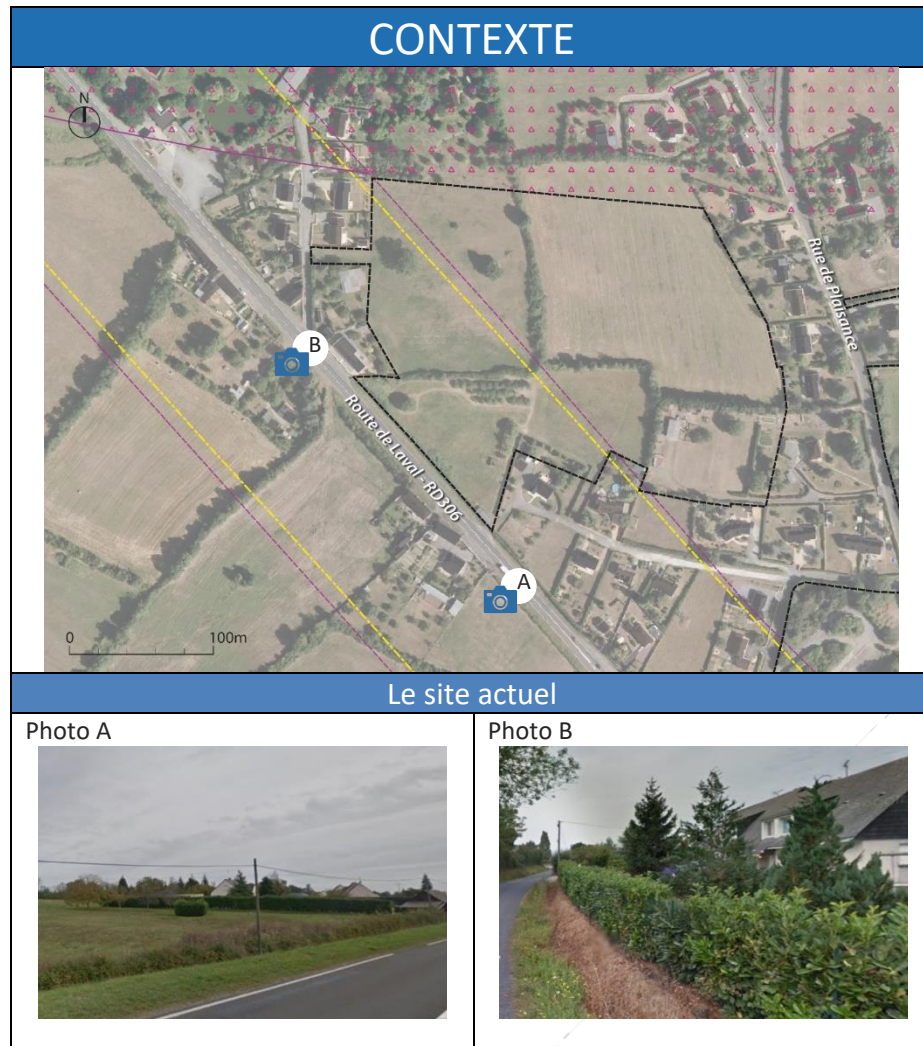 CONTEXTE
N
Rue de Plaisance
B
Route de Laval - RD306
A
0 100m
Le site actuel
Photo A
Photo B